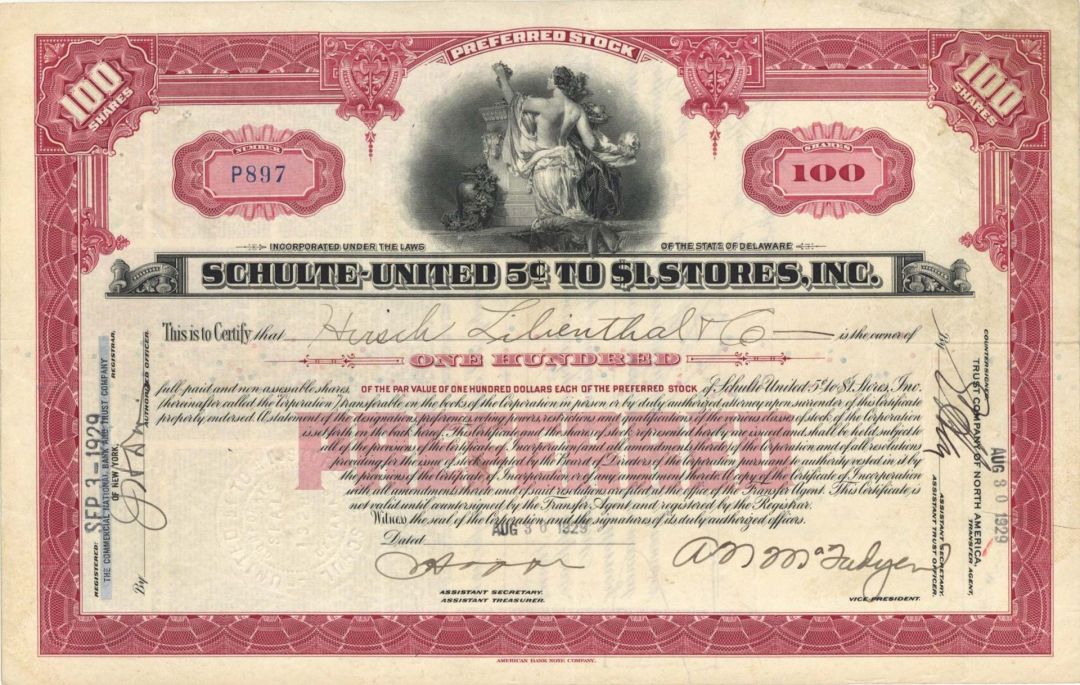 PREFERRED STOCK
100 SHARES
100 SHARES
NUMBER
P897
SHARES
100
INCORPORATED UNDER THE LAWS OF THE STATE OF DELAWARE
SCHULTE-UNITED 5¢ TO $1. STORES, INC.
This is to Certify that Hirsch Lilienthal & Co is the owner of
ONE HUNDRED
full paid and non-assessable shares OF THE PAR VALUE OF ONE HUNDRED DOLLARS EACH OF THE PREFERRED STOCK of Schulte-United 5¢ to $1. Stores, Inc.
(hereinafter called the Corporation) transferable on the books of the Corporation in person or by duly authorized attorney upon surrender of this Certificate
properly endorsed. A statement of the designations, preferences, voting powers, restrictions and qualifications of the various classes of stock of the Corporation
is set forth on the back hereof. This Certificate and the shares of stock represented hereby are issued and shall be held subject to
all of the provisions of the Certificate of Incorporation and all amendments thereof of the Corporation and of all resolutions
providing for the issue of stock adopted by the Board of Directors of the Corporation pursuant to authority vested in it by
the provisions of the Certificate of Incorporation or of any amendment thereto. A copy of the Certificate of Incorporation
with all amendments thereto and of said resolutions are filed at the office of the Transfer Agent. This Certificate is
not valid until countersigned by the Transfer Agent and registered by the Registrar.
Witness the seal of the Corporation and the signatures of its duly authorized officers.
Dated AUG 30 1929
PREFERRED
A M McFadyen
ASSISTANT SECRETARY.
ASSISTANT TREASURER.
VICE-PRESIDENT.
REGISTERED: SEP 3-1929
THE COMMERCIAL NATIONAL BANK AND TRUST COMPANY
OF NEW YORK,
REGISTRAR,
By
AUTHORIZED OFFICER.
COUNTERSIGNED
TRUST COMPANY OF NORTH AMERICA,
TRANSFER AGENT,
AUG 30 1929
By
ASSISTANT SECRETARY.
ASSISTANT TRUST OFFICER.
AMERICAN BANK NOTE COMPANY.